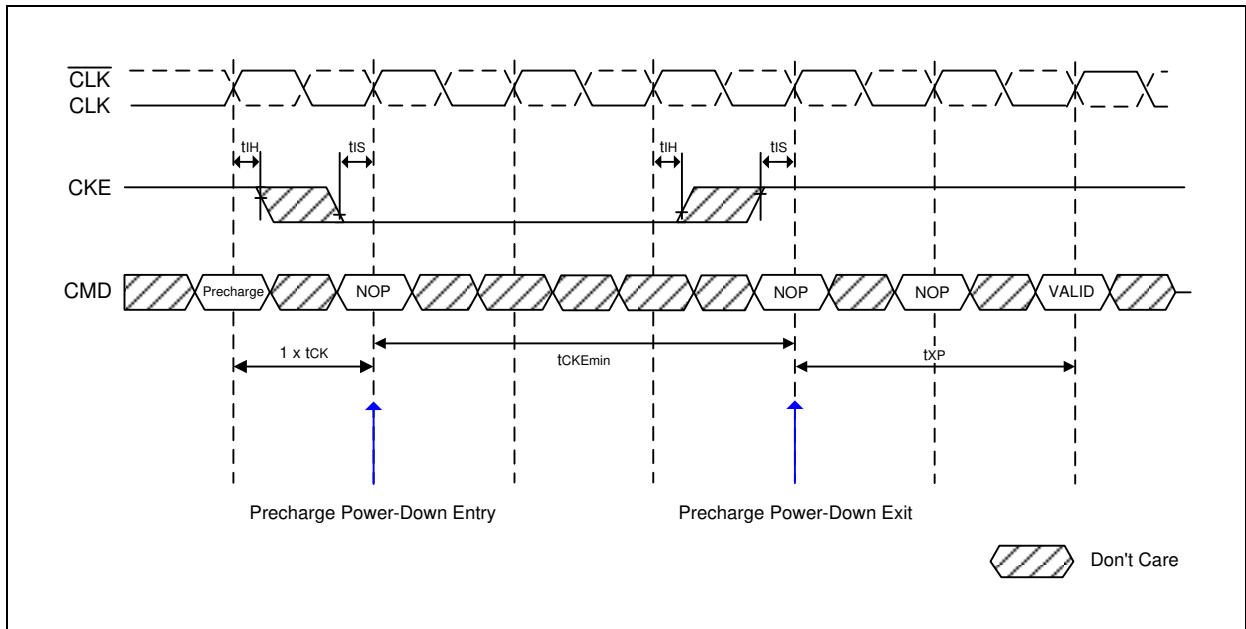 CLK
CLK
tIH
tIS
tIH
tIS
CKE
CMD
Precharge
NOP
NOP
NOP
VALID
1 x tCK
tCKEmin
tXP
Precharge Power-Down Entry
Precharge Power-Down Exit
Don't Care